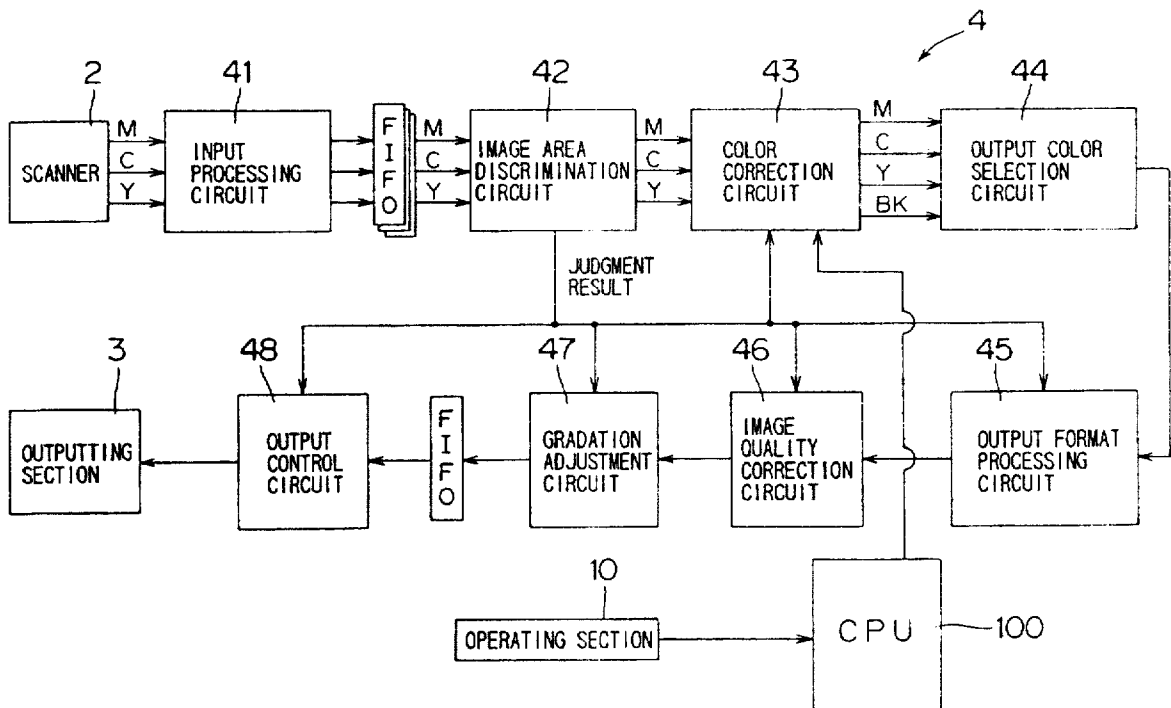 4
2
41
42
43
44
SCANNER
M
C
Y
INPUT
PROCESSING
CIRCUIT
F
I
F
O
M
C
Y
IMAGE AREA
DISCRIMINATION
CIRCUIT
M
C
Y
COLOR
CORRECTION
CIRCUIT
M
C
Y
BK
OUTPUT COLOR
SELECTION
CIRCUIT
JUDGMENT
RESULT
3
48
47
46
45
OUTPUTTING
SECTION
OUTPUT
CONTROL
CIRCUIT
F
I
F
O
GRADATION
ADJUSTMENT
CIRCUIT
IMAGE
QUALITY
CORRECTION
CIRCUIT
OUTPUT FORMAT
PROCESSING
CIRCUIT
10
OPERATING SECTION
CPU
100